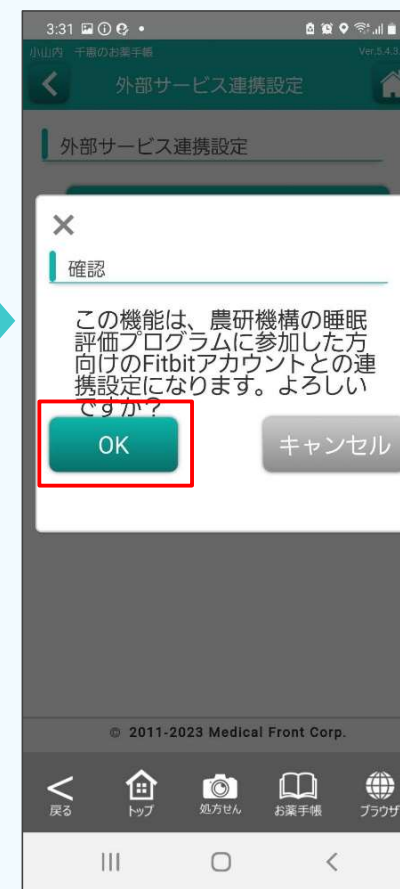 3:31
小山内 千恵のお薬手帳 Ver.5.4.3
外部サービス連携設定
外部サービス連携設定
×
確認
この機能は、農研機構の睡眠
評価プログラムに参加した方
向けのFitbitアカウントとの連
携設定になります。よろしい
ですか？
OK キャンセル
© 2011-2023 Medical Front Corp.
戻る トップ 処方せん お薬手帳 ブラウザ